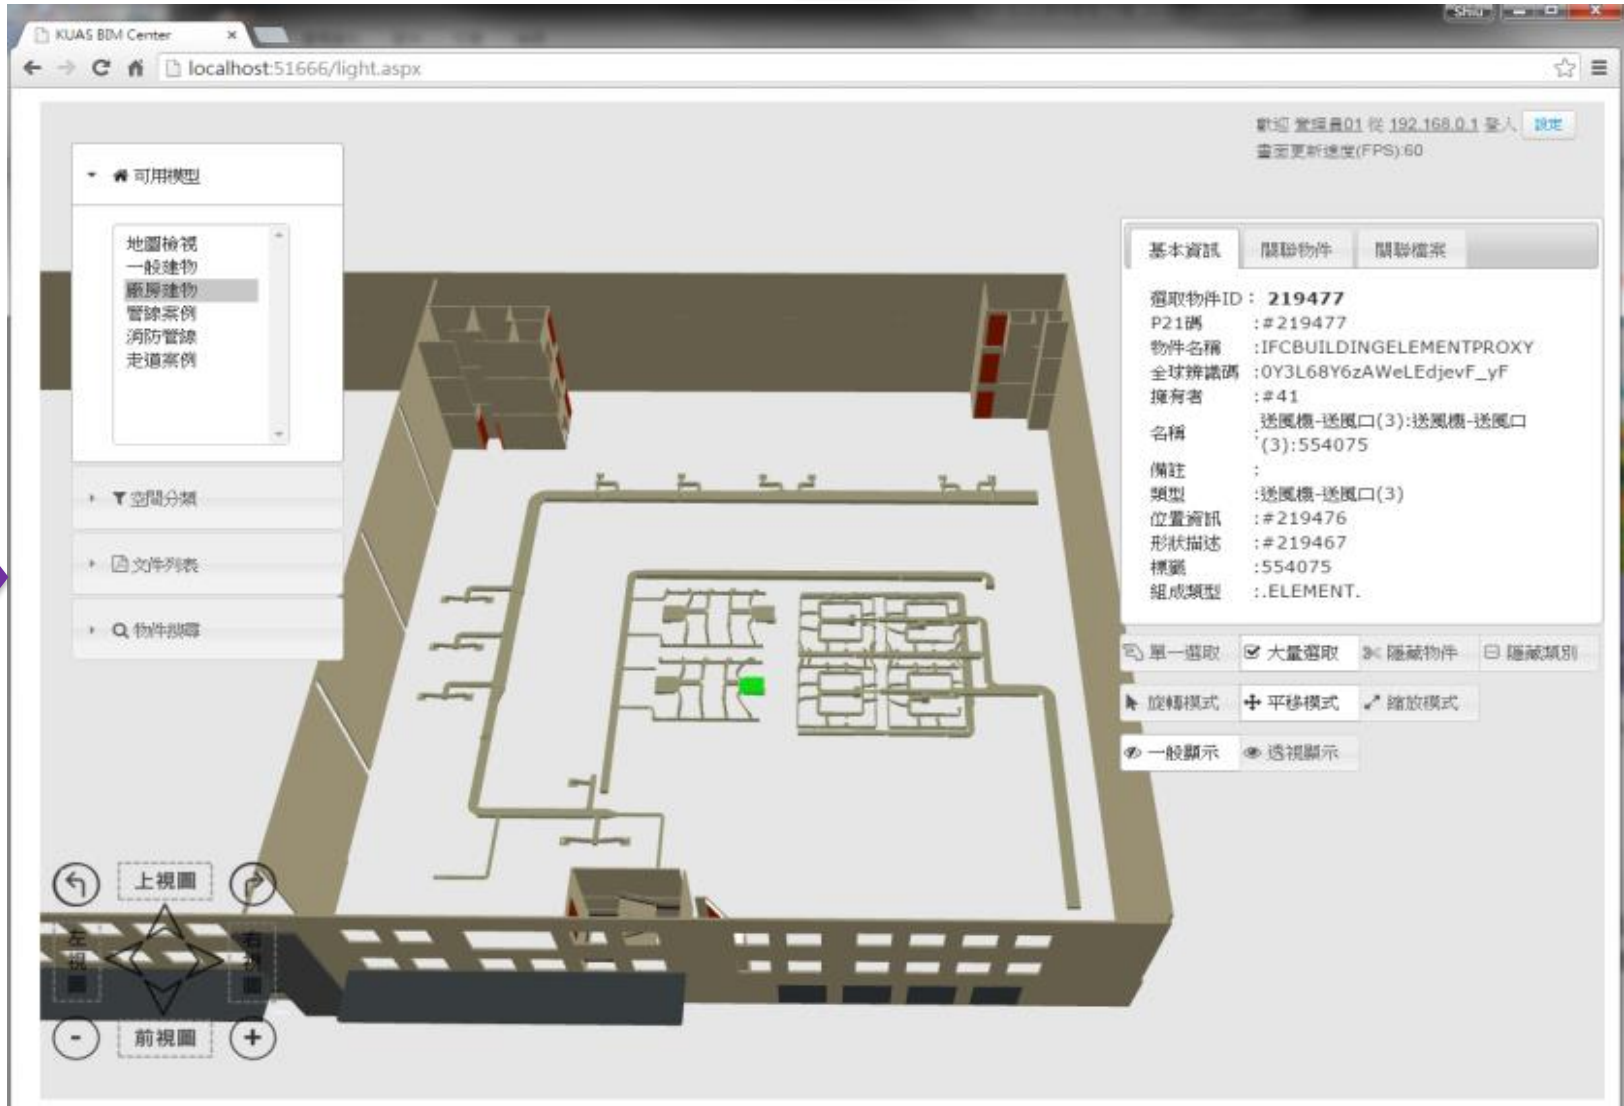 Shiu
KUAS BIM Center
localhost:51666/light.aspx
歡迎 管理員01 從 192.168.0.1 登入 設定
畫面更新速度(FPS):60
可用模型
地圖檢視
一般建物
廠房建物
管線案例
消防管線
走道案例
空間分類
文件列表
物件搜尋
基本資訊 關聯物件 關聯檔案
選取物件ID: 219477
P21碼 :#219477
物件名稱 :IFCBUILDINGELEMENTPROXY
全球辨識碼 :0Y3L68Y6zAWeLEdjevF_yF
擁有者 :#41
名稱 :送風機-送風口(3):送風機-送風口
(3):554075
備註 :
類型 :送風機-送風口(3)
位置資訊 :#219476
形狀描述 :#219467
標籤 :554075
組成類型 :.ELEMENT.
單一選取 大量選取 隱藏物件 隱藏類別
旋轉模式 平移模式 縮放模式
一般顯示 透視顯示
上視圖
左視圖
右視圖
前視圖